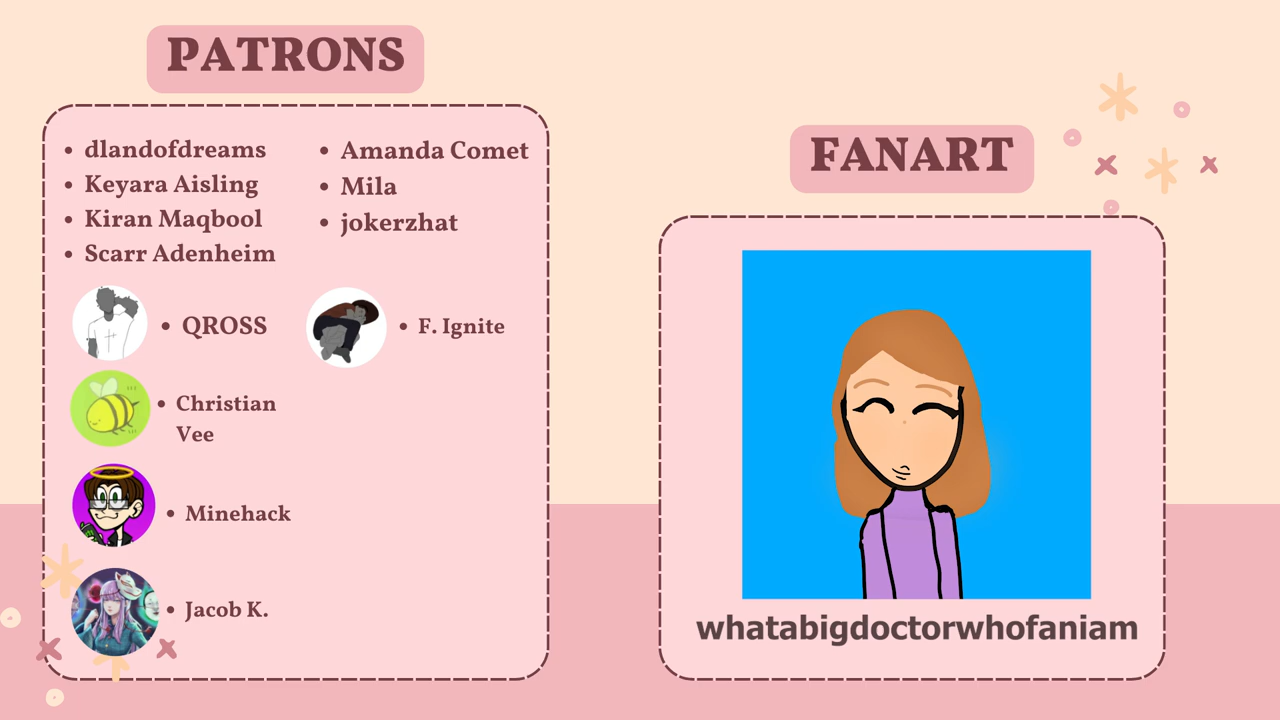 PATRONS
• dlandofdreams
• Keyara Aisling
• Kiran Maqbool
• Scarr Adenheim
• Amanda Comet
• Mila
• jokerzhat
• QROSS
• F. Ignite
• Christian
Vee
• Minehack
• Jacob K.
FANART
whatabigdoctorwhofaniam